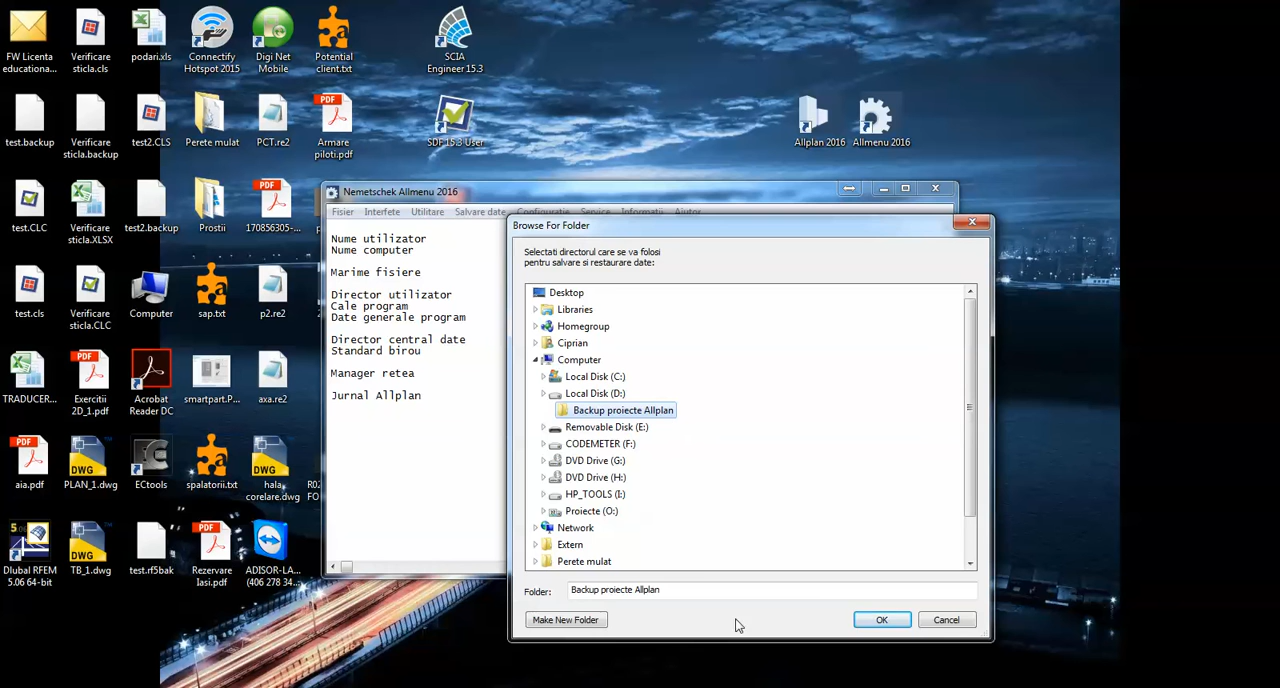 FW Licenta
educationa...
Verificare
sticla.cls
podari.xls
Connectify
Hotspot 2015
Digi Net
Mobile
Potential
client.txt
SCIA
Engineer 15.3
test.backup
Verificare
sticla.backup
test2.CLS
Perete mulat
PCT.re2
Armare
piloti.pdf
SDF 15.3 User
Allplan 2016
Allmenu 2016
test.CLC
Verificare
sticla.XLSX
test2.backup
Prostii
170856305-...
test.cls
Verificare
sticla.CLC
Computer
sap.txt
p2.re2
TRADUCER...
Exercitii
2D_1.pdf
Acrobat
Reader DC
smartpart.P...
axa.re2
aia.pdf
PLAN_1.dwg
ECtools
spalatorii.txt
hala
corelare.dwg
Dlubal RFEM
5.06 64-bit
TB_1.dwg
test.rf5bak
Rezervare
Iasi.pdf
ADISOR-LA...
(406 278 34...
Nemetschek Allmenu 2016
Fisier Interfete Utilitare Salvare date Configuratie Service Informatii Ajutor
Nume utilizator
Nume computer
Marime fisiere
Director utilizator
Cale program
Date generale program
Director central date
Standard birou
Manager retea
Jurnal Allplan
Browse For Folder
Selectati directorul care se va folosi
pentru salvare si restaurare date:
Desktop
Libraries
Homegroup
Ciprian
Computer
Local Disk (C:)
Local Disk (D:)
Backup proiecte Allplan
Removable Disk (E:)
CODEMETER (F:)
DVD Drive (G:)
DVD Drive (H:)
HP_TOOLS (I:)
Proiecte (O:)
Network
Extern
Perete mulat
Folder: Backup proiecte Allplan
Make New Folder OK Cancel